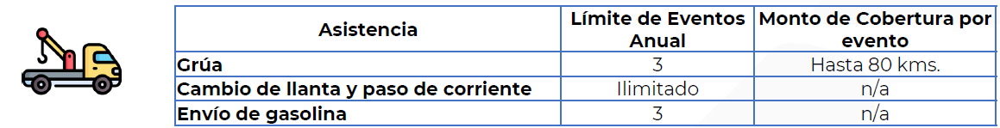 Asistencia Límite de Eventos Anual Monto de Cobertura por evento
Grúa 3 Hasta 80 kms.
Cambio de llanta y paso de corriente Ilimitado n/a
Envío de gasolina 3 n/a